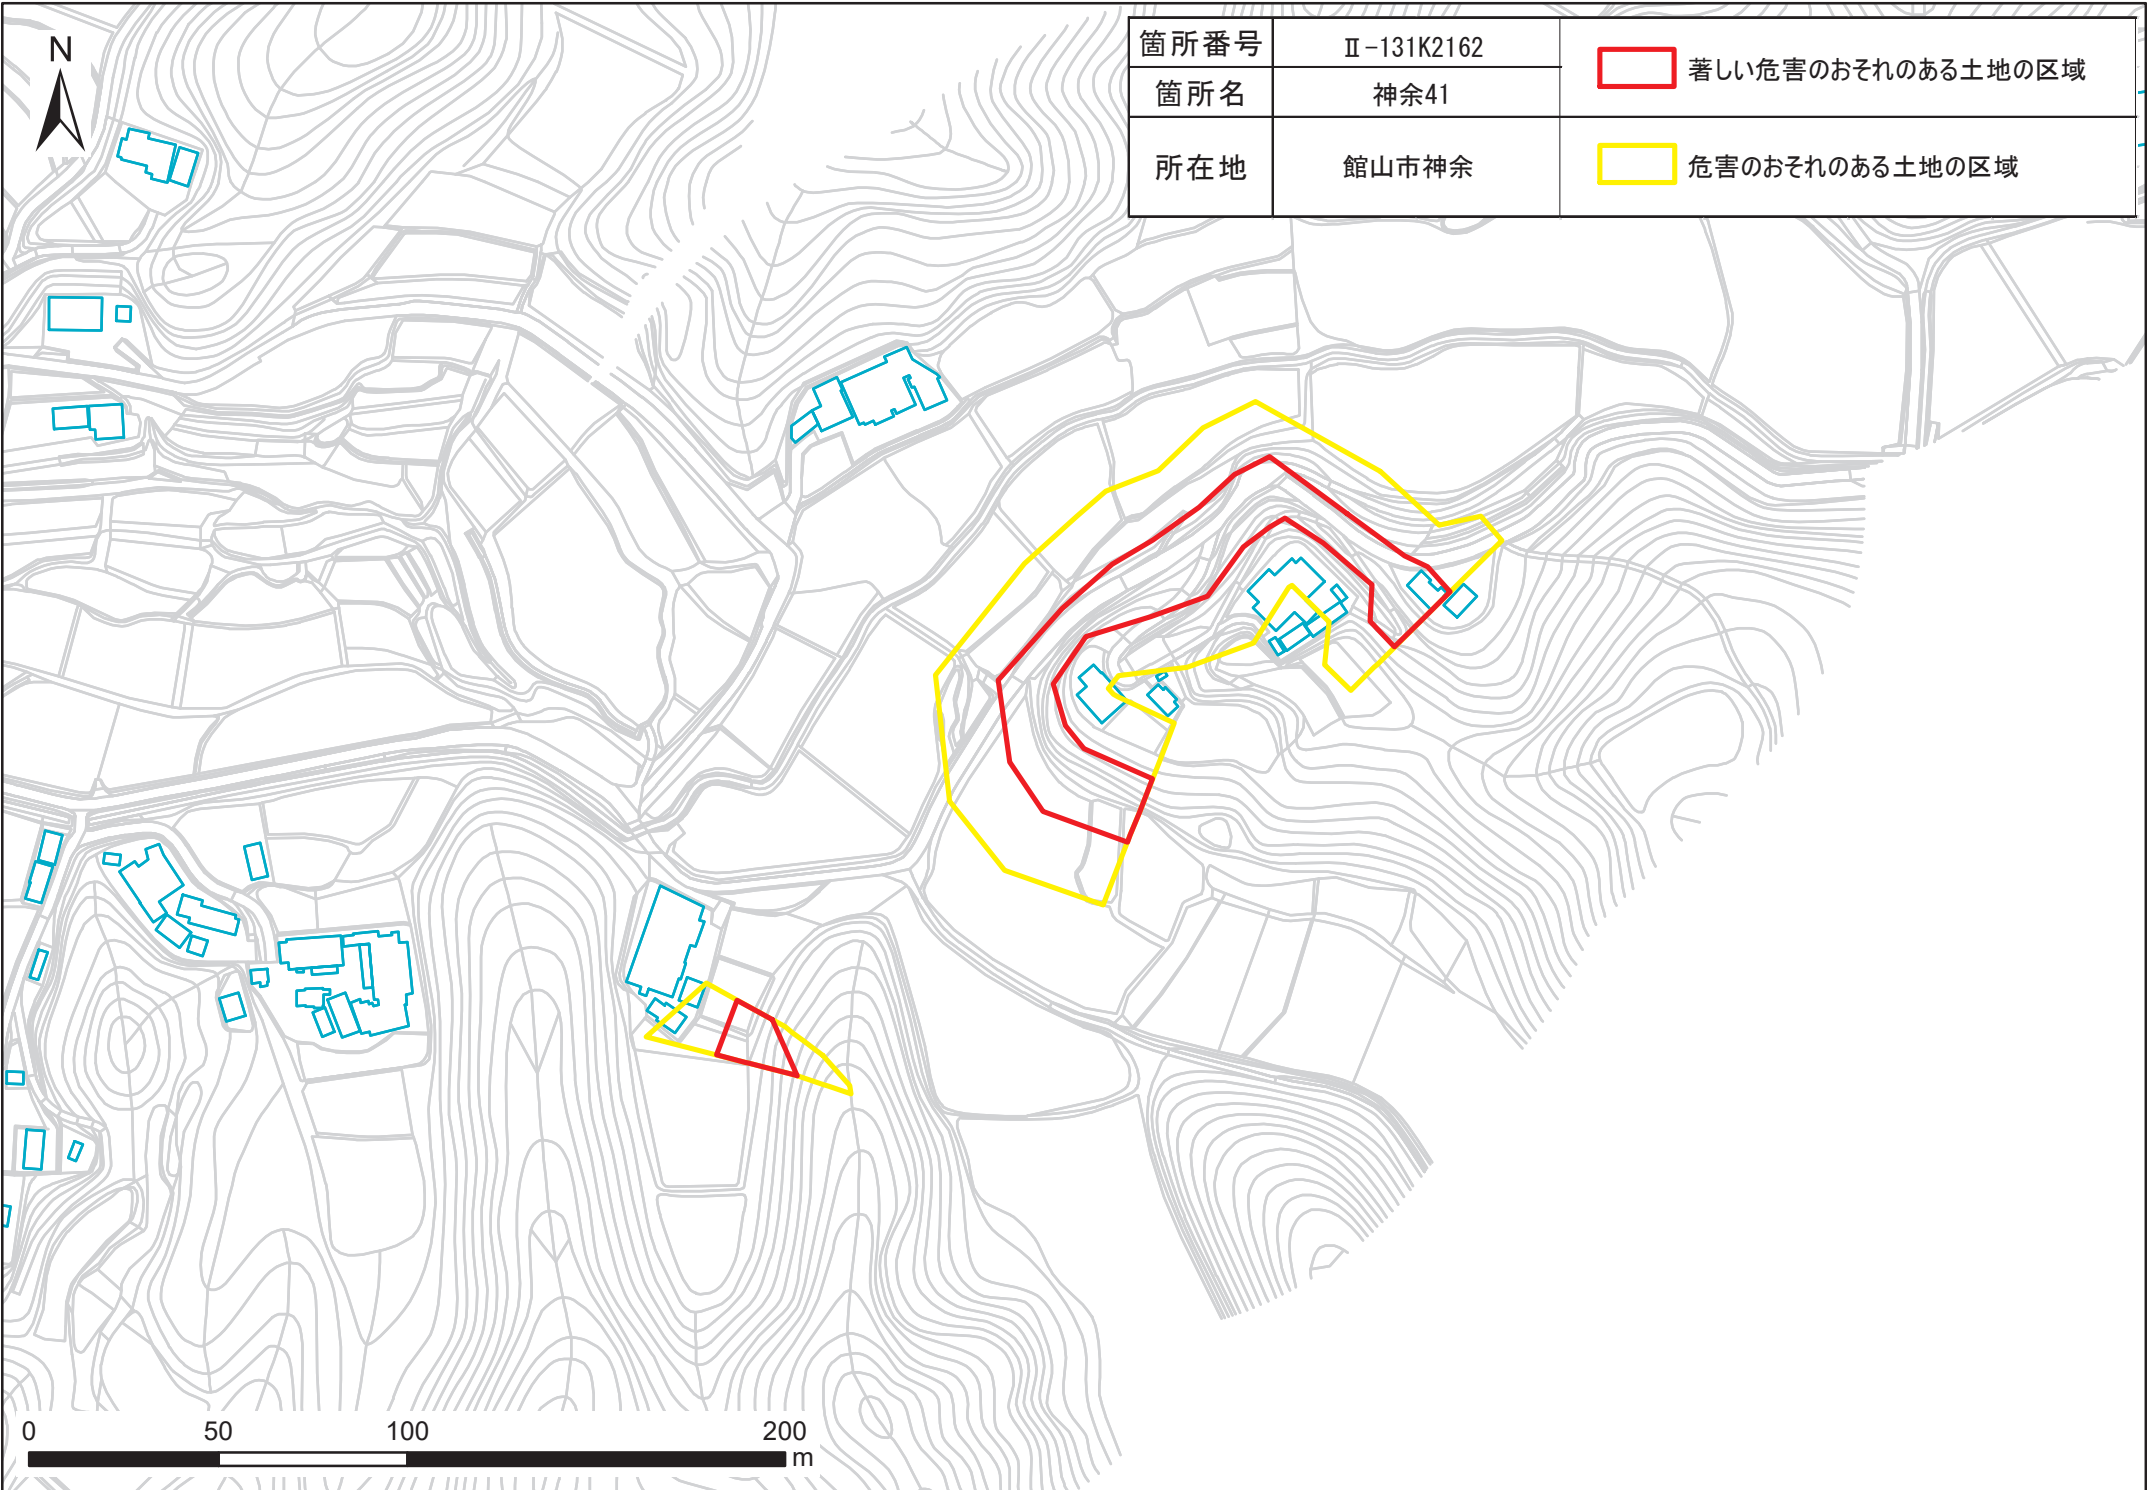 N
箇所番号 Ⅱ-131K2162
箇所名 神余41
所在地 館山市神余
著しい危害のおそれのある土地の区域
危害のおそれのある土地の区域
0 50 100 200
m